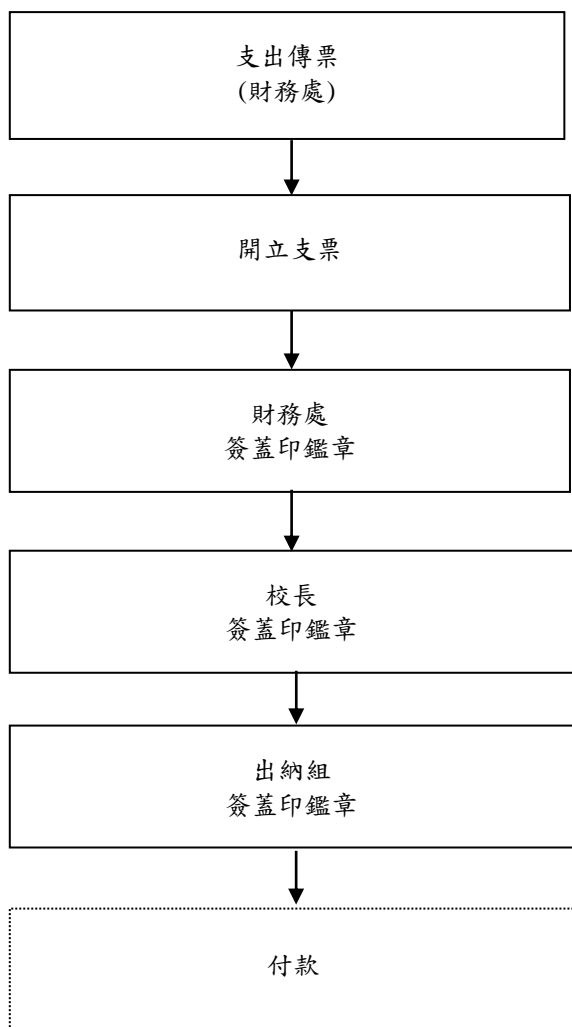 支出傳票
(財務處)
開立支票
財務處
簽蓋印鑑章
校長
簽蓋印鑑章
出納組
簽蓋印鑑章
付款